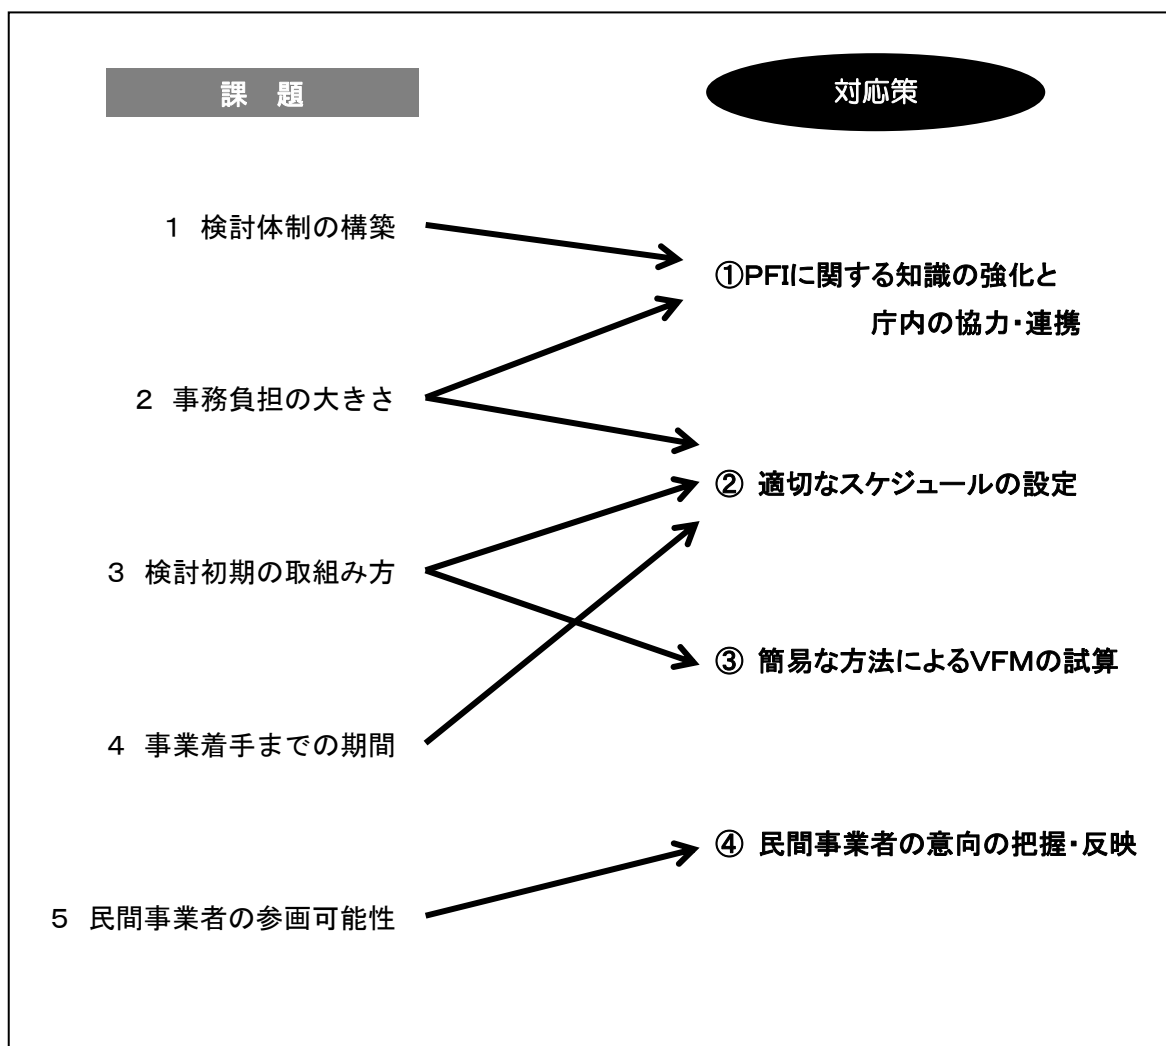 課 題
対応策
１ 検討体制の構築
①PFIに関する知識の強化と
庁内の協力・連携
２ 事務負担の大きさ
② 適切なスケジュールの設定
３ 検討初期の取組み方
③ 簡易な方法によるVFMの試算
４ 事業着手までの期間
④ 民間事業者の意向の把握・反映
５ 民間事業者の参画可能性